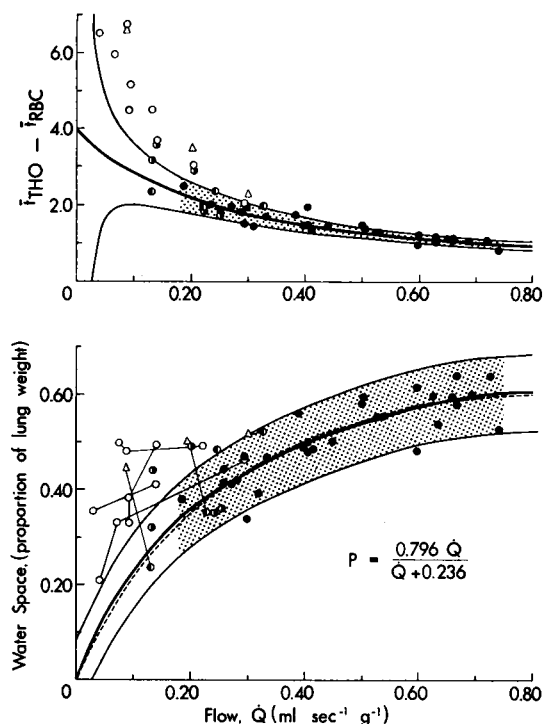 6.0
4.0
2.0
0
t̄THO – t̄RBC
0 0.20 0.40 0.60 0.80
0.60
0.40
0.20
0
Water Space, (proportion of lung weight)
P = 0.796 Q̇ / Q̇ + 0.236
0 0.20 0.40 0.60 0.80
Flow, Q̇ (ml sec⁻¹ g⁻¹)